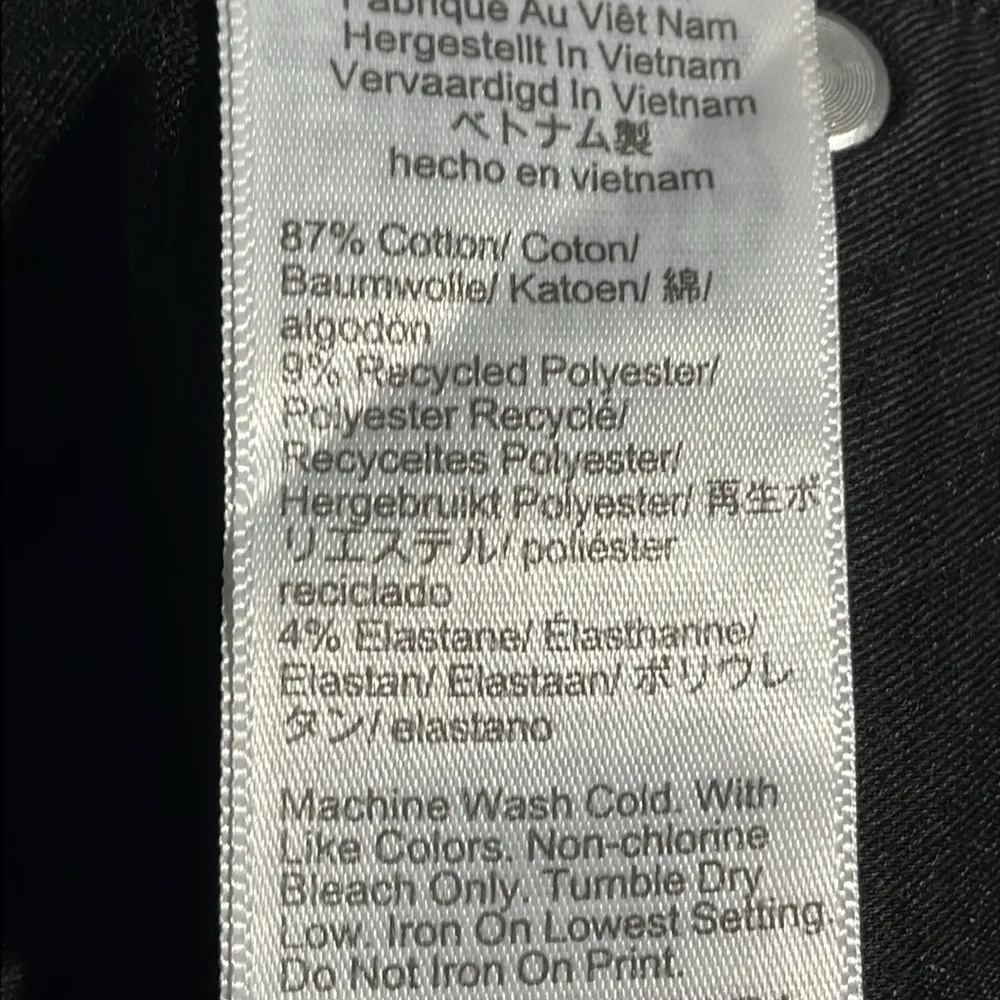 Fabriqué Au Viêt Nam
Hergestellt In Vietnam
Vervaardigd In Vietnam
ベトナム製
hecho en vietnam
87% Cotton/ Coton/
Baumwolle/ Katoen/ 綿/
algodón
9% Recycled Polyester/
Polyester Recyclé/
Recyceltes Polyester/
Hergebruikt Polyester/ 再生ポ
リエステル/ poliéster
reciclado
4% Elastane/ Élasthanne/
Elastan/ Elastaan/ ポリウレ
タン/ elastano
Machine Wash Cold. With
Like Colors. Non-chlorine
Bleach Only. Tumble Dry
Low. Iron On Lowest Setting.
Do Not Iron On Print.